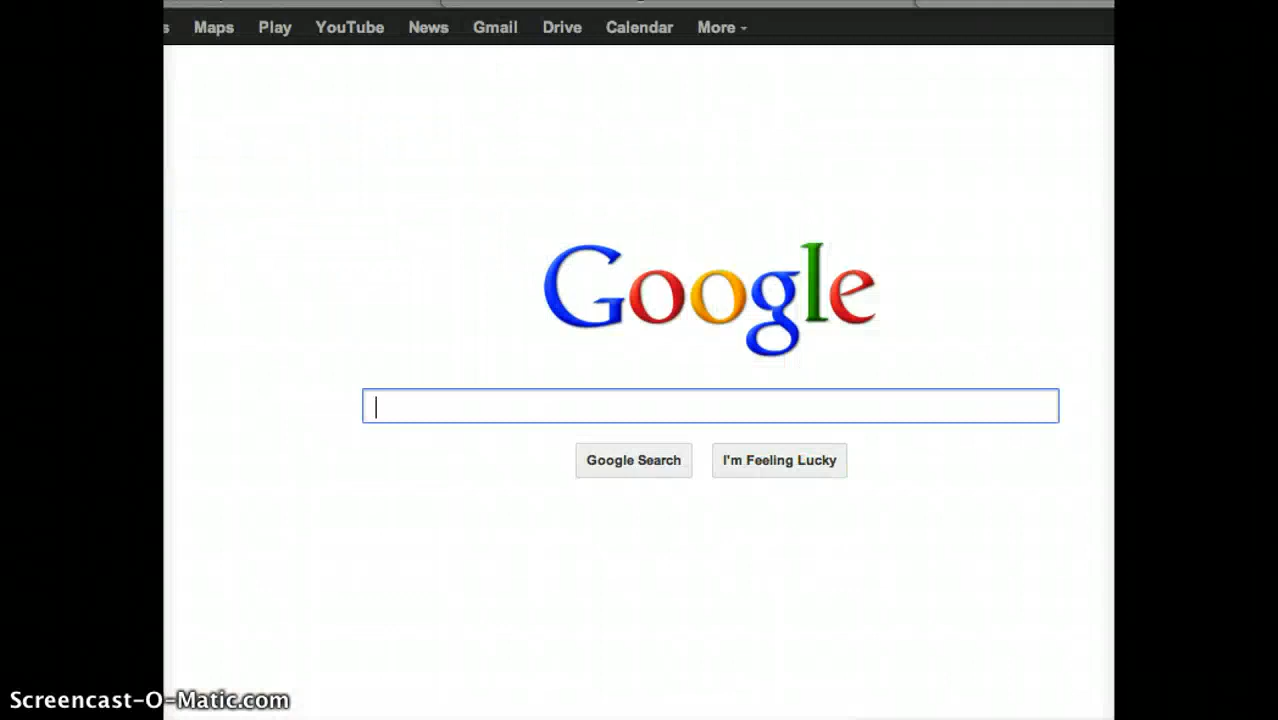 Maps Play YouTube News Gmail Drive Calendar More
Google
Google Search I'm Feeling Lucky
Screencast-O-Matic.com